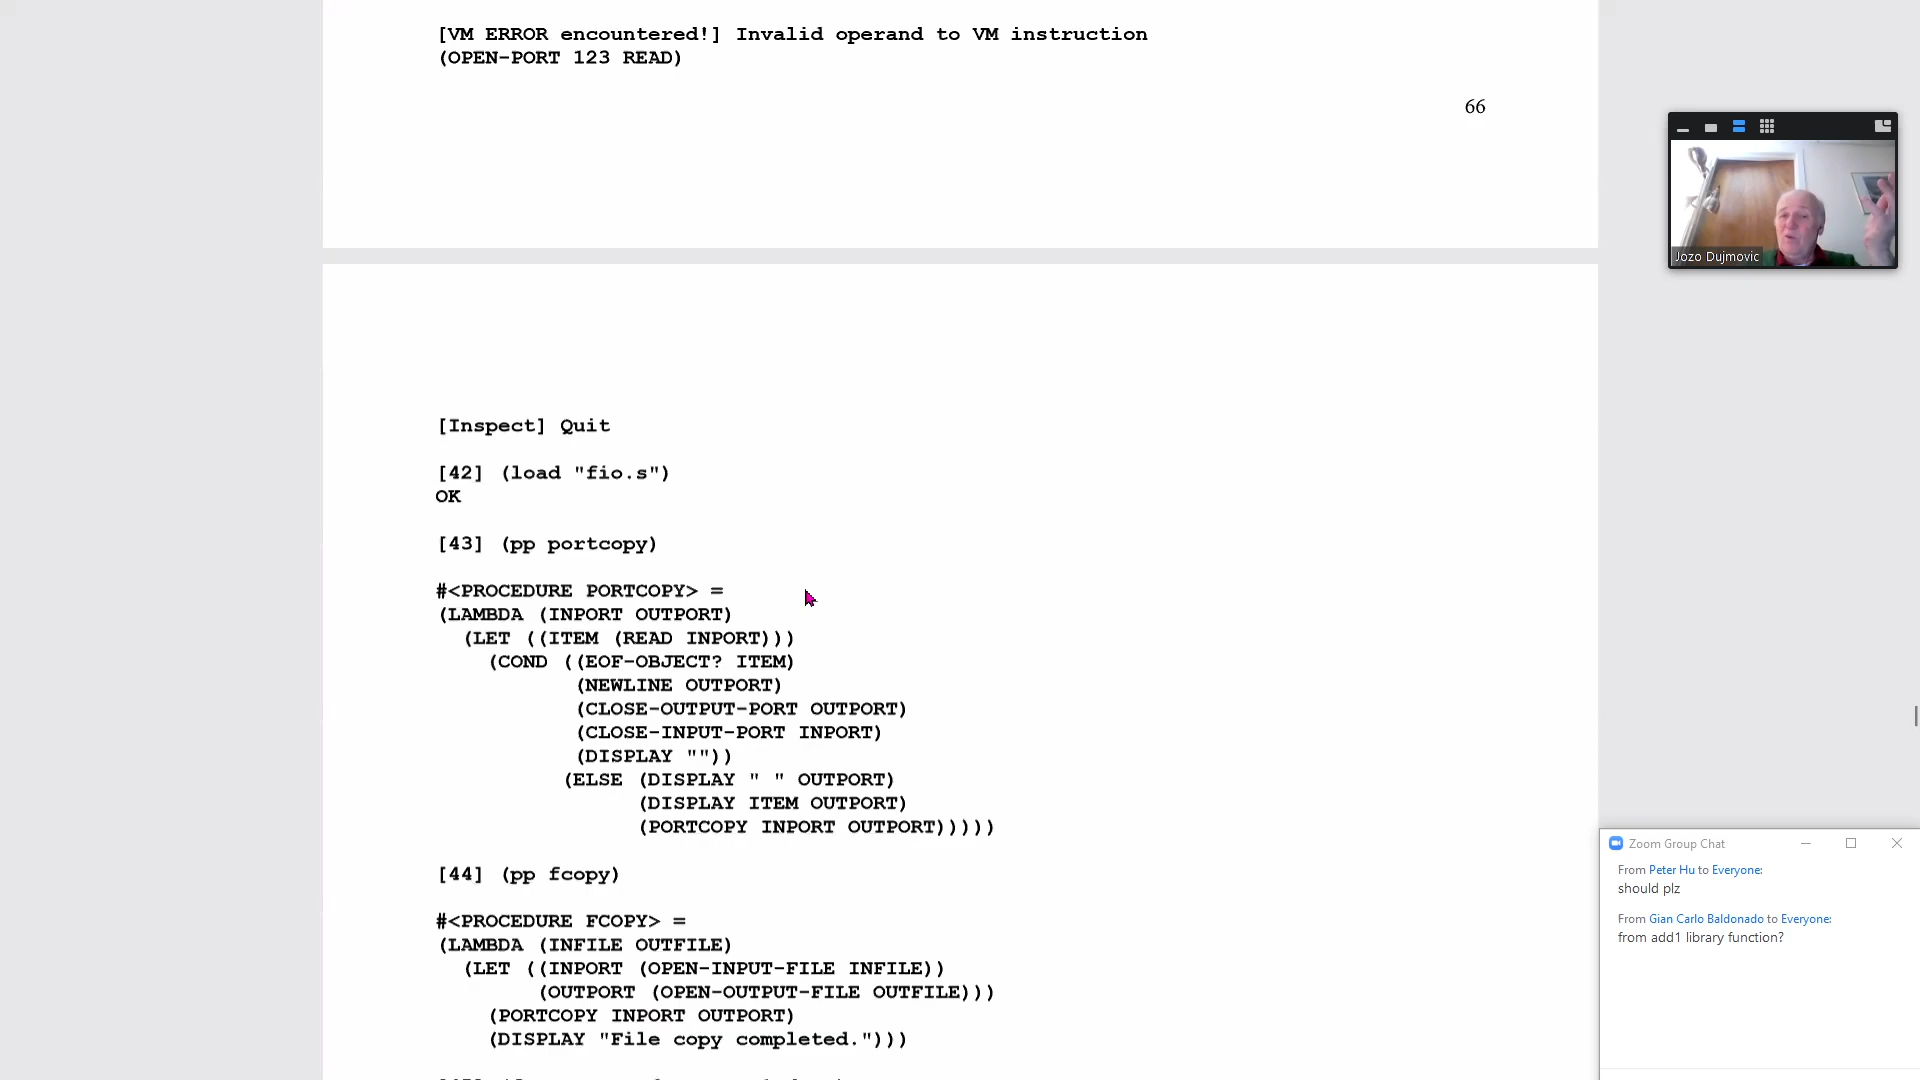 [VM ERROR encountered!] Invalid operand to VM instruction
(OPEN-PORT 123 READ)
66
[Inspect] Quit
[42] (load "fio.s")
OK
[43] (pp portcopy)
#<PROCEDURE PORTCOPY> =
(LAMBDA (INPORT OUTPORT)
(LET ((ITEM (READ INPORT)))
(COND ((EOF-OBJECT? ITEM)
(NEWLINE OUTPORT)
(CLOSE-OUTPUT-PORT OUTPORT)
(CLOSE-INPUT-PORT INPORT)
(DISPLAY ""))
(ELSE (DISPLAY " " OUTPORT)
(DISPLAY ITEM OUTPORT)
(PORTCOPY INPORT OUTPORT)))))
[44] (pp fcopy)
#<PROCEDURE FCOPY> =
(LAMBDA (INFILE OUTFILE)
(LET ((INPORT (OPEN-INPUT-FILE INFILE))
(OUTPORT (OPEN-OUTPUT-FILE OUTFILE)))
(PORTCOPY INPORT OUTPORT)
(DISPLAY "File copy completed.")))
Jozo Dujmovic
Zoom Group Chat
From Peter Hu to Everyone:
should plz
From Gian Carlo Baldonado to Everyone:
from add1 library function?